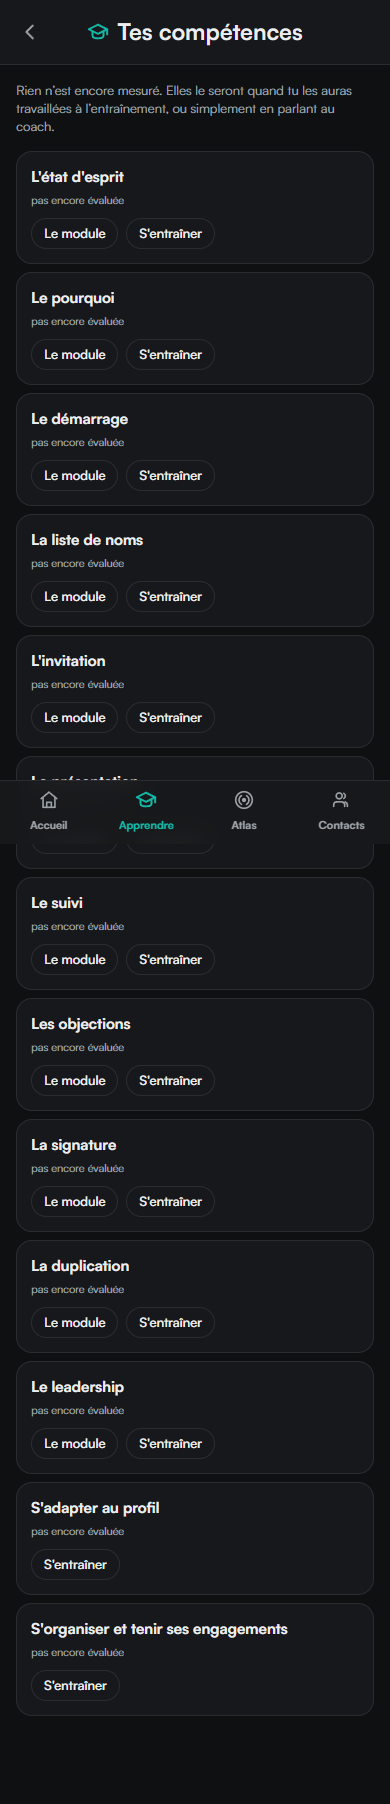 Tes compétences
Rien n'est encore mesuré. Elles le seront quand tu les auras
travaillées à l'entraînement, ou simplement en parlant au
coach.
L'état d'esprit
pas encore évaluée
Le module S'entraîner
Le pourquoi
pas encore évaluée
Le module S'entraîner
Le démarrage
pas encore évaluée
Le module S'entraîner
La liste de noms
pas encore évaluée
Le module S'entraîner
L'invitation
pas encore évaluée
Le module S'entraîner
La présentation
Accueil Apprendre Atlas Contacts
Le suivi
pas encore évaluée
Le module S'entraîner
Les objections
pas encore évaluée
Le module S'entraîner
La signature
pas encore évaluée
Le module S'entraîner
La duplication
pas encore évaluée
Le module S'entraîner
Le leadership
pas encore évaluée
Le module S'entraîner
S'adapter au profil
pas encore évaluée
S'entraîner
S'organiser et tenir ses engagements
pas encore évaluée
S'entraîner